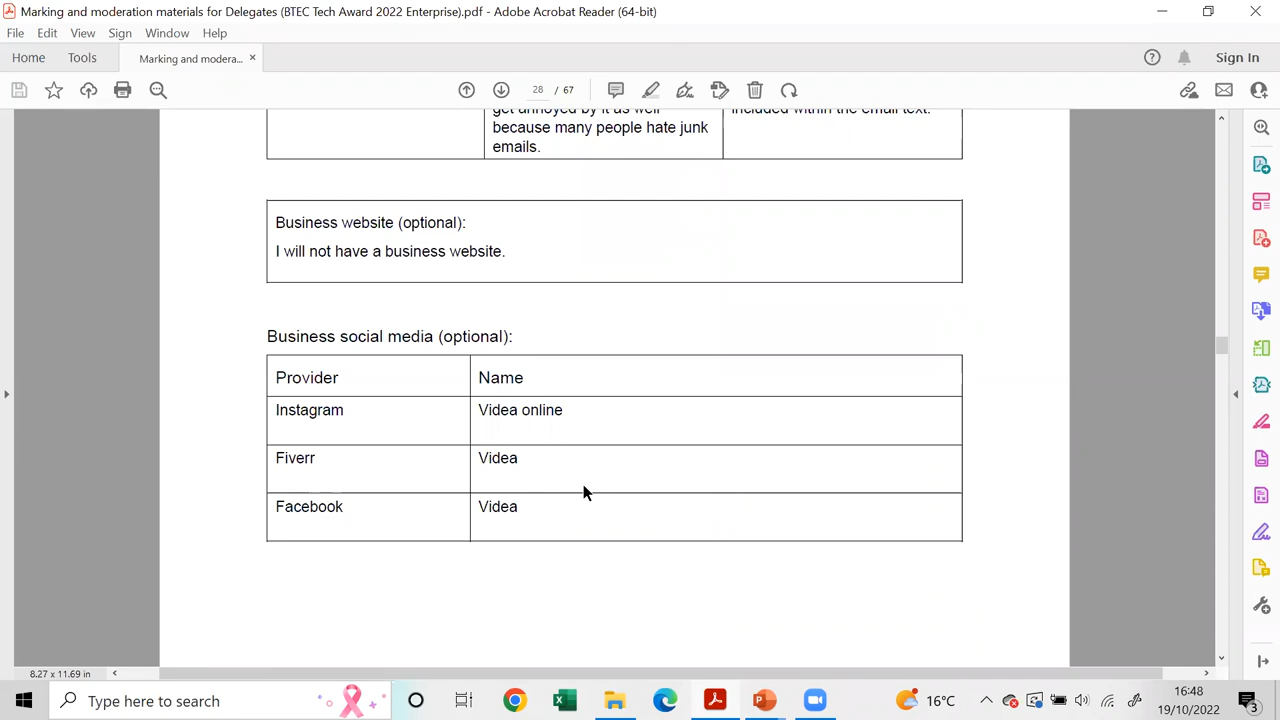 Marking and moderation materials for Delegates (BTEC Tech Award 2022 Enterprise).pdf - Adobe Acrobat Reader (64-bit)
File Edit View Sign Window Help
Home Tools Marking and modera... × Sign In
28 / 67
get annoyed by it as well included within the email text.
because many people hate junk
emails.
Business website (optional):
I will not have a business website.
Business social media (optional):
Provider Name
Instagram Videa online
Fiverr Videa
Facebook Videa
8.27 x 11.69 in
Type here to search 16°C 16:48
19/10/2022 3